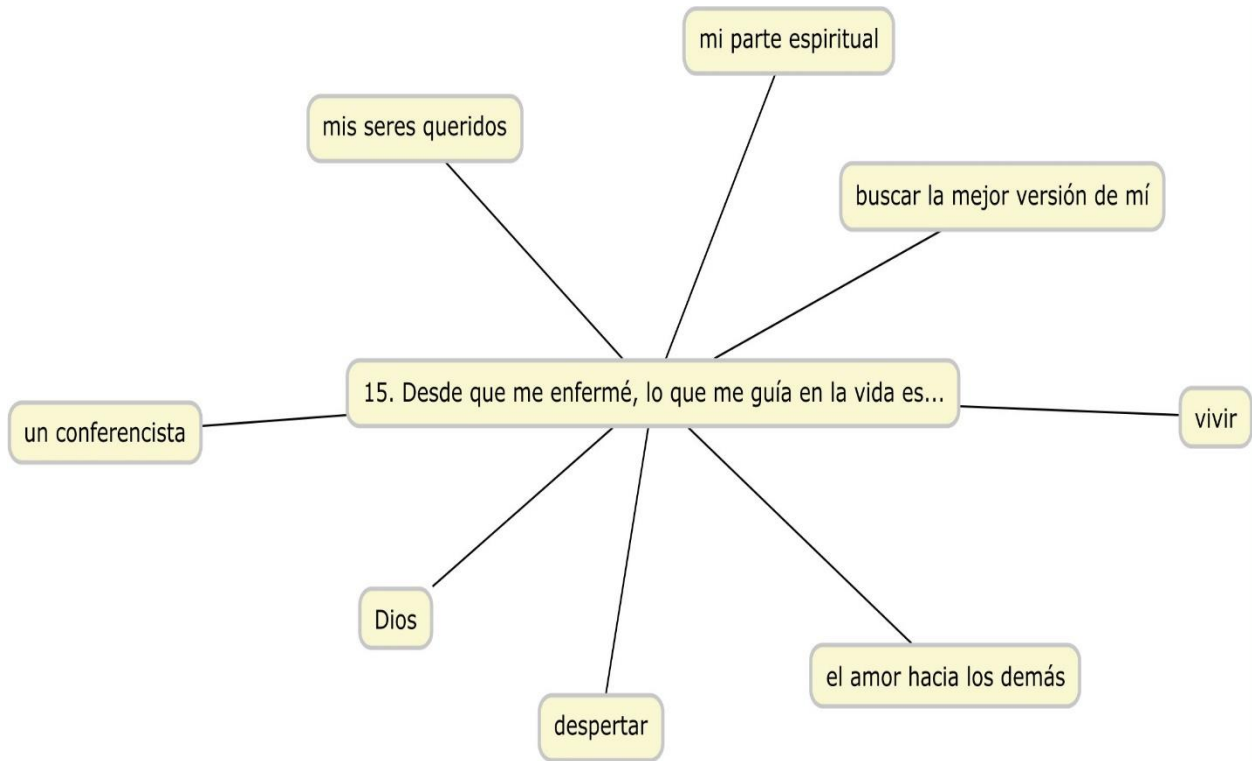 mi parte espiritual
mis seres queridos
buscar la mejor versión de mí
15. Desde que me enfermé, lo que me guía en la vida es...
vivir
un conferencista
Dios
el amor hacia los demás
despertar